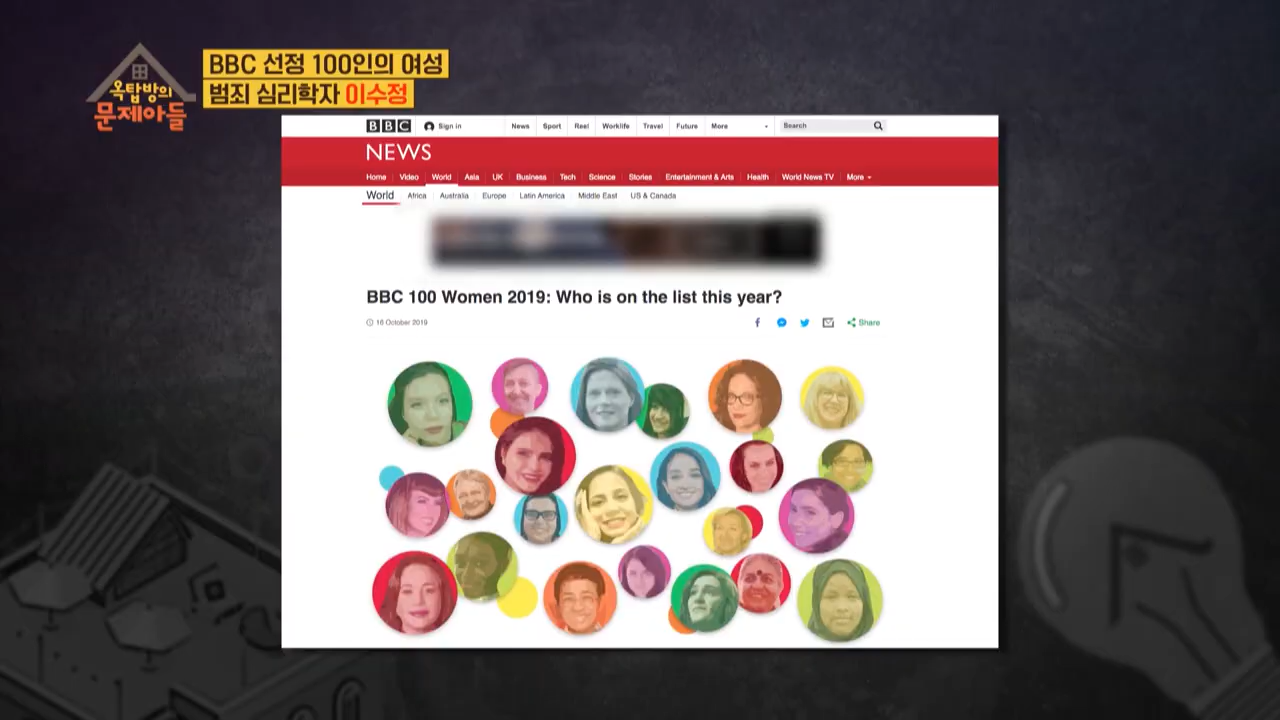 옥탑방의
문제아들
BBC 선정 100인의 여성
범죄 심리학자 이수정
BBC Sign in News Sport Reel Worklife Travel Future More Search
NEWS
Home Video World Asia UK Business Tech Science Stories Entertainment & Arts Health World News TV More
World Africa Australia Europe Latin America Middle East US & Canada
BBC 100 Women 2019: Who is on the list this year?
16 October 2019 Share